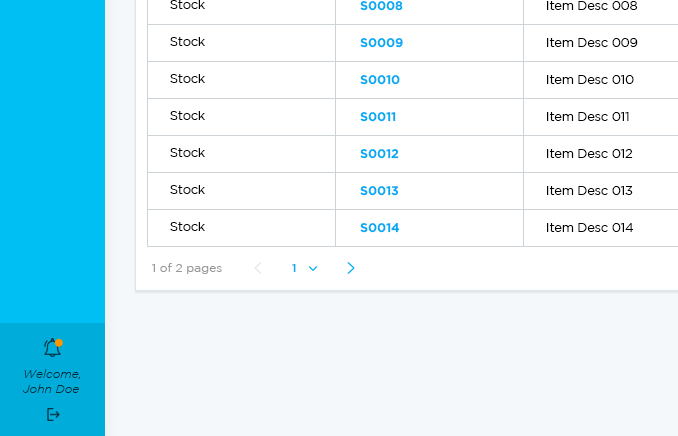 Stock S0008 Item Desc 008
Stock S0009 Item Desc 009
Stock S0010 Item Desc 010
Stock S0011 Item Desc 011
Stock S0012 Item Desc 012
Stock S0013 Item Desc 013
Stock S0014 Item Desc 014
1 of 2 pages 1
Welcome,
John Doe